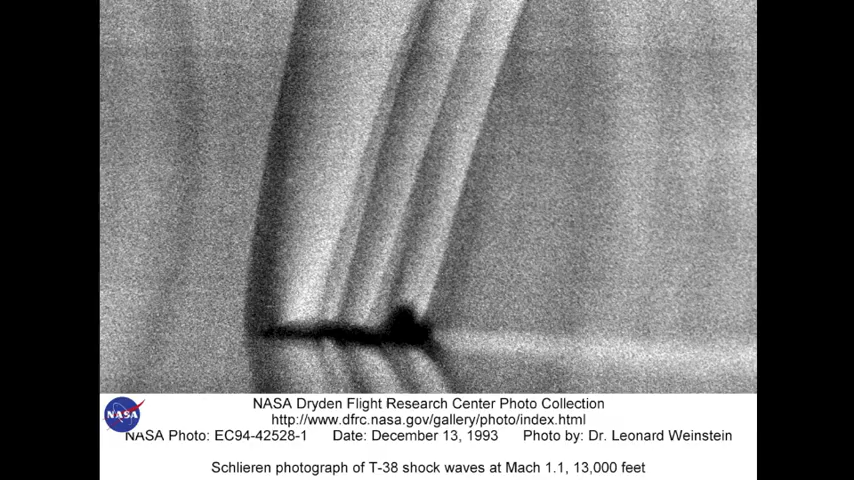 NASA Dryden Flight Research Center Photo Collection
http://www.dfrc.nasa.gov/gallery/photo/index.html
NASA
NASA Photo: EC94-42528-1 Date: December 13, 1993 Photo by: Dr. Leonard Weinstein
Schlieren photograph of T-38 shock waves at Mach 1.1, 13,000 feet